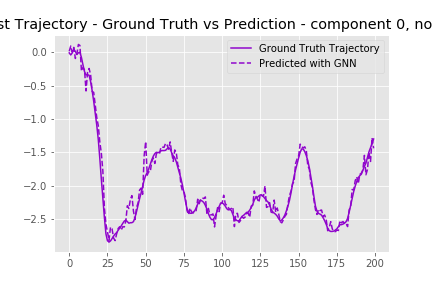 st Trajectory - Ground Truth vs Prediction - component 0, no
Ground Truth Trajectory
Predicted with GNN
0.0
−0.5
−1.0
−1.5
−2.0
−2.5
0 25 50 75 100 125 150 175 200